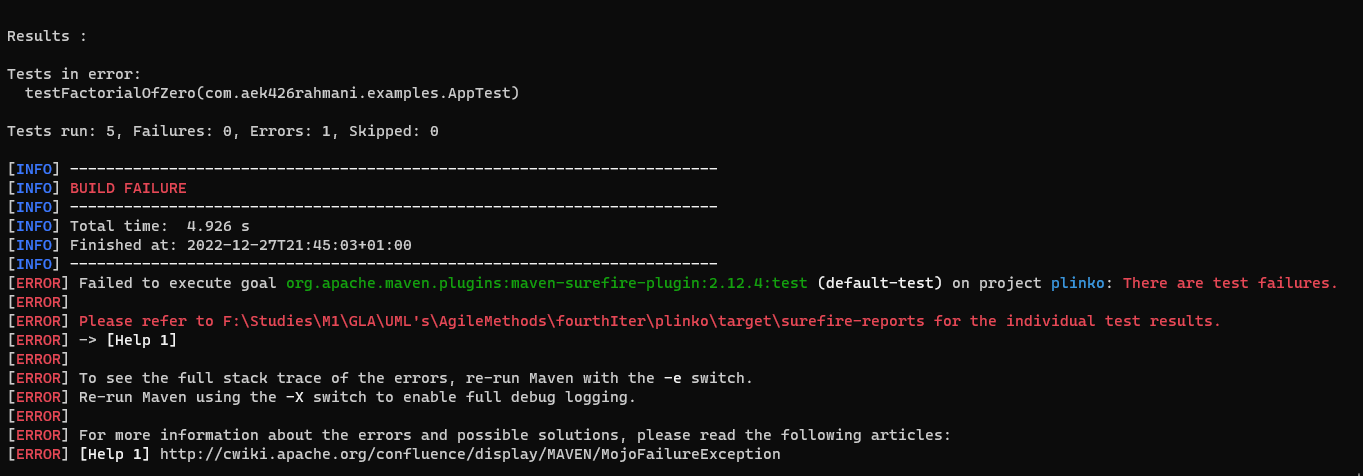 Results :
Tests in error:
testFactorialOfZero(com.aek426rahmani.examples.AppTest)
Tests run: 5, Failures: 0, Errors: 1, Skipped: 0
[INFO] ------------------------------------------------------------------------
[INFO] BUILD FAILURE
[INFO] ------------------------------------------------------------------------
[INFO] Total time:  4.926 s
[INFO] Finished at: 2022-12-27T21:45:03+01:00
[INFO] ------------------------------------------------------------------------
[ERROR] Failed to execute goal org.apache.maven.plugins:maven-surefire-plugin:2.12.4:test (default-test) on project plinko: There are test failures.
[ERROR]
[ERROR] Please refer to F:\Studies\M1\GLA\UML's\AgileMethods\fourthIter\plinko\target\surefire-reports for the individual test results.
[ERROR] -> [Help 1]
[ERROR]
[ERROR] To see the full stack trace of the errors, re-run Maven with the -e switch.
[ERROR] Re-run Maven using the -X switch to enable full debug logging.
[ERROR]
[ERROR] For more information about the errors and possible solutions, please read the following articles:
[ERROR] [Help 1] http://cwiki.apache.org/confluence/display/MAVEN/MojoFailureException